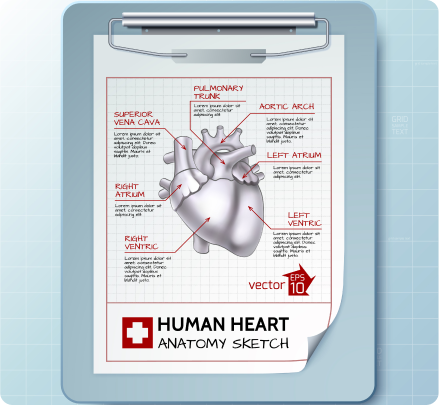 PULMONARY
TRUNK
Lorem ipsum dolor sit
amet, consectetur
adipiscing elit.
AORTIC ARCH
Lorem ipsum dolor sit
amet, consectetur
adipiscing elit. Donec
volutpat dapibus
sagittis. Mauris et
blandit justo.
SUPERIOR
VENA CAVA
Lorem ipsum dolor sit
amet, consectetur
adipiscing elit. Donec
volutpat dapibus
sagittis. Mauris et
blandit justo.
LEFT ATRIUM
Lorem ipsum dolor sit
amet, consectetur
adipiscing elit.
RIGHT
ATRIUM
Lorem ipsum dolor sit
amet, consectetur
adipiscing elit.
LEFT
VENTRIC
Lorem ipsum dolor sit
amet, consectetur
adipiscing elit. Donec
volutpat dapibus
sagittis. Mauris et
blandit justo.
RIGHT
VENTRIC
Lorem ipsum dolor sit
amet, consectetur
adipiscing elit. Donec
volutpat dapibus
sagittis. Mauris et
blandit justo.
vector EPS
10
HUMAN HEART
ANATOMY SKETCH
TEXT